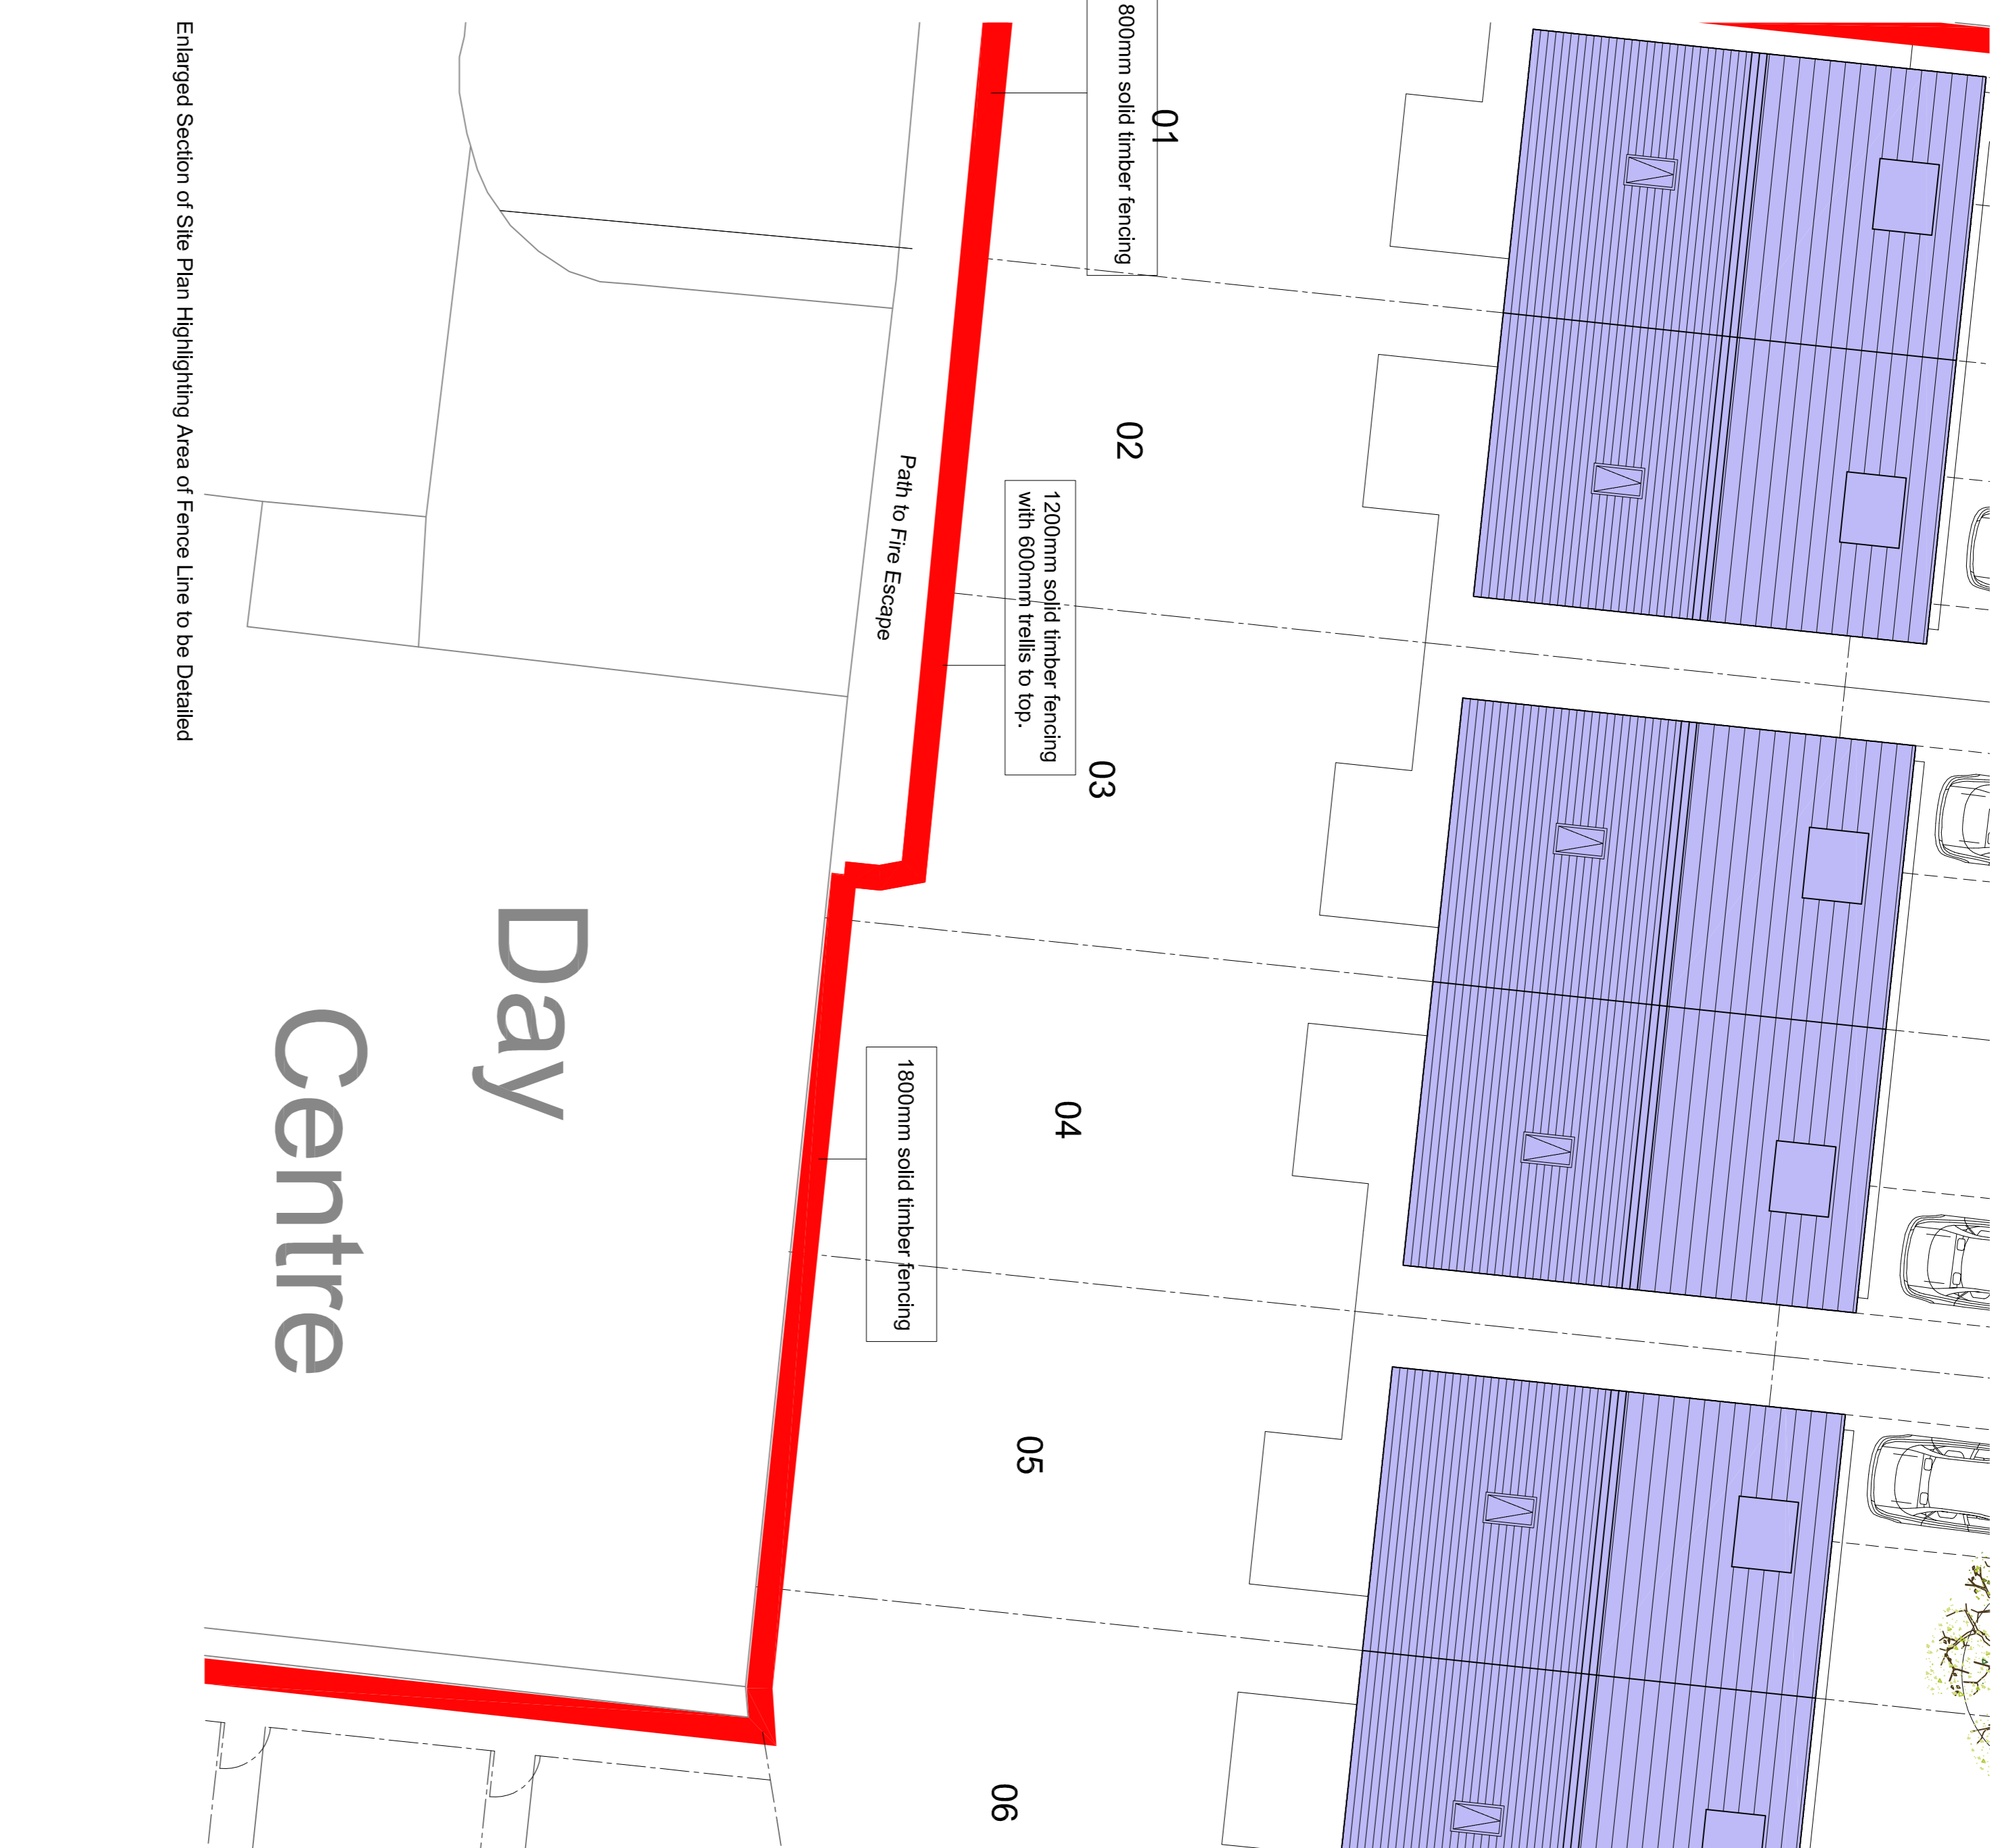 800mm solid timber fencing
01
02
1200mm solid timber fencing
with 600mm trellis to top.
Path to Fire Escape
03
04
1800mm solid timber fencing
05
06
Day
Centre
Enlarged Section of Site Plan Highlighting Area of Fence Line to be Detailed